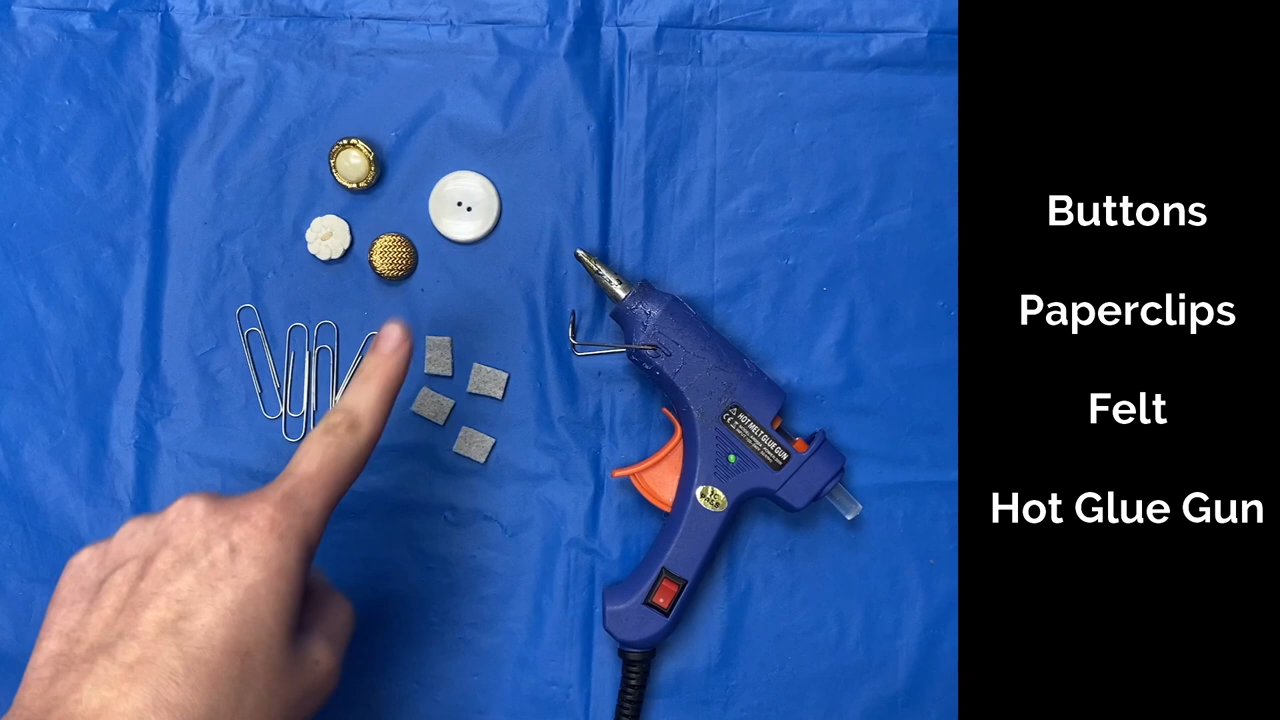 HOT MELT GLUE GUN
Buttons
Paperclips
Felt
Hot Glue Gun